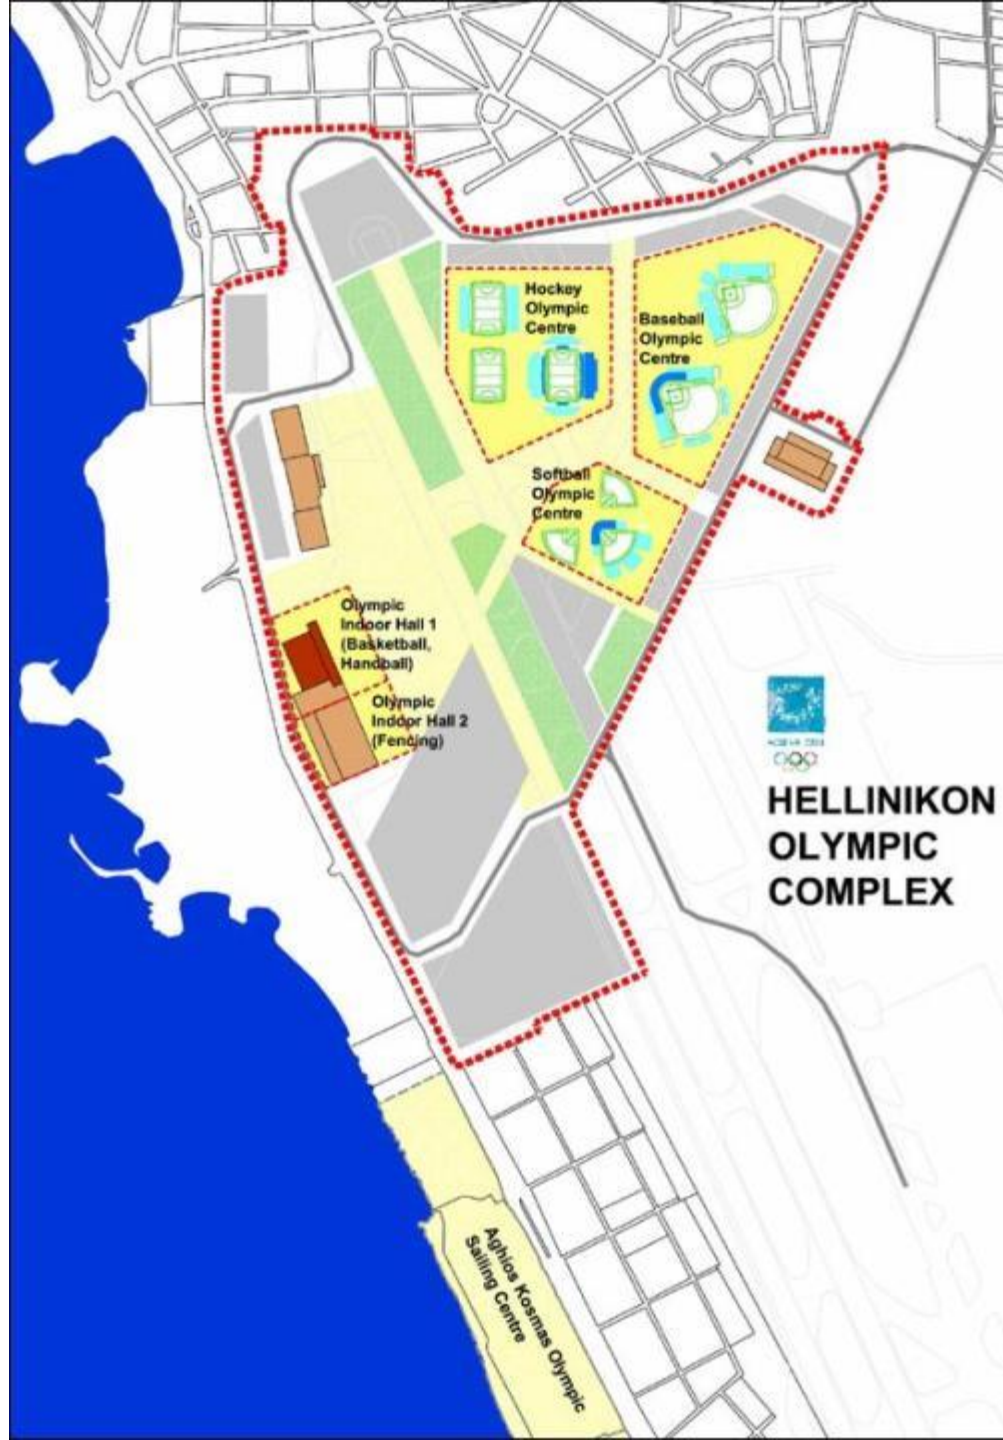 Hockey
Olympic
Centre
Baseball
Olympic
Centre
Softball
Olympic
Centre
Olympic
Indoor Hall 1
(Basketball,
Handball)
Olympic
Indoor Hall 2
(Fencing)
HELLINIKON
OLYMPIC
COMPLEX
Aghios Kosmas Olympic
Sailing Centre